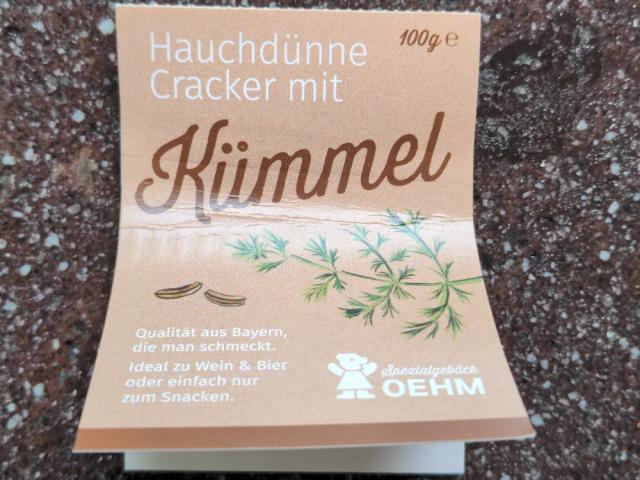 Hauchdünne
Cracker mit
100g ℮
Kümmel
Qualität aus Bayern,
die man schmeckt.
Ideal zu Wein & Bier
oder einfach nur
zum Snacken.
Spezialgebäck
OEHM